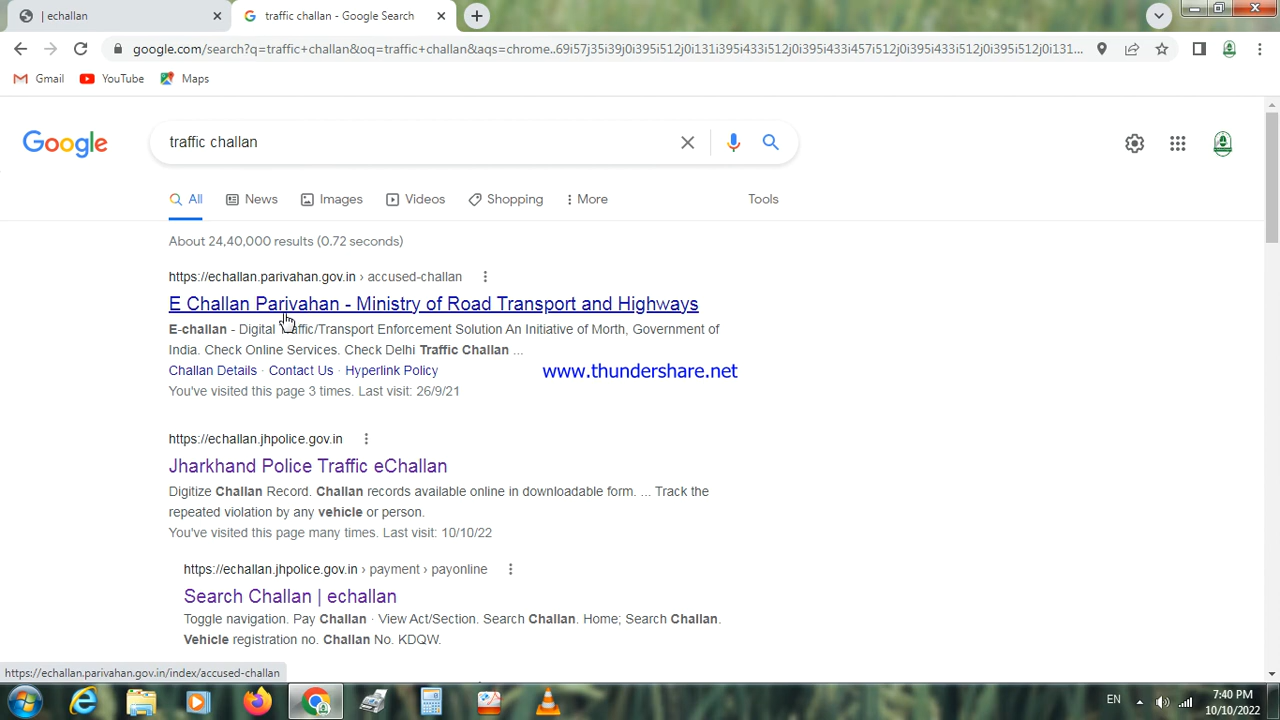 | echallan
traffic challan - Google Search
google.com/search?q=traffic+challan&oq=traffic+challan&aqs=chrome..69i57j35i39j0i395i512j0i131i395i433i512j0i395i433i457i512j0i395i433i512j0i395i512j0i131...
Gmail YouTube Maps
Google traffic challan
All News Images Videos Shopping More Tools
About 24,40,000 results (0.72 seconds)
https://echallan.parivahan.gov.in › accused-challan
E Challan Parivahan - Ministry of Road Transport and Highways
E-challan - Digital Traffic/Transport Enforcement Solution An Initiative of Morth, Government of
India. Check Online Services. Check Delhi Traffic Challan ...
Challan Details · Contact Us · Hyperlink Policy
www.thundershare.net
You've visited this page 3 times. Last visit: 26/9/21
https://echallan.jhpolice.gov.in
Jharkhand Police Traffic eChallan
Digitize Challan Record. Challan records available online in downloadable form. ... Track the
repeated violation by any vehicle or person.
You've visited this page many times. Last visit: 10/10/22
https://echallan.jhpolice.gov.in › payment › payonline
Search Challan | echallan
Toggle navigation. Pay Challan · View Act/Section. Search Challan. Home; Search Challan.
Vehicle registration no. Challan No. KDQW.
https://echallan.parivahan.gov.in/index/accused-challan
EN
7:40 PM
10/10/2022